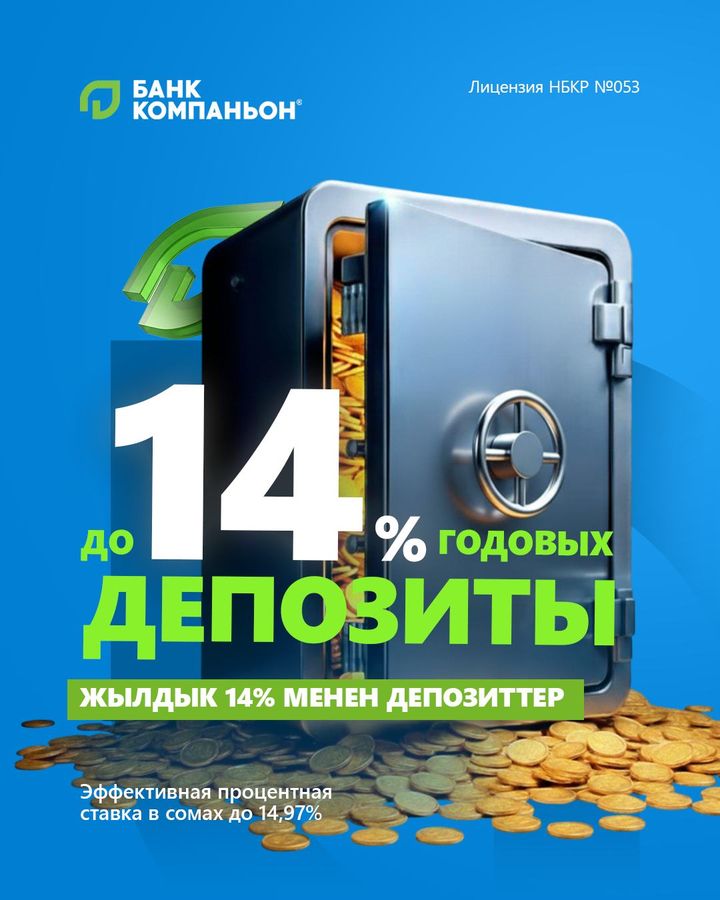 БАНК
КОМПАНЬОН®
Лицензия НБКР №053
до 14% годовых
ДЕПОЗИТЫ
ЖЫЛДЫК 14% МЕНЕН ДЕПОЗИТТЕР
Эффективная процентная
ставка в сомах до 14,97%